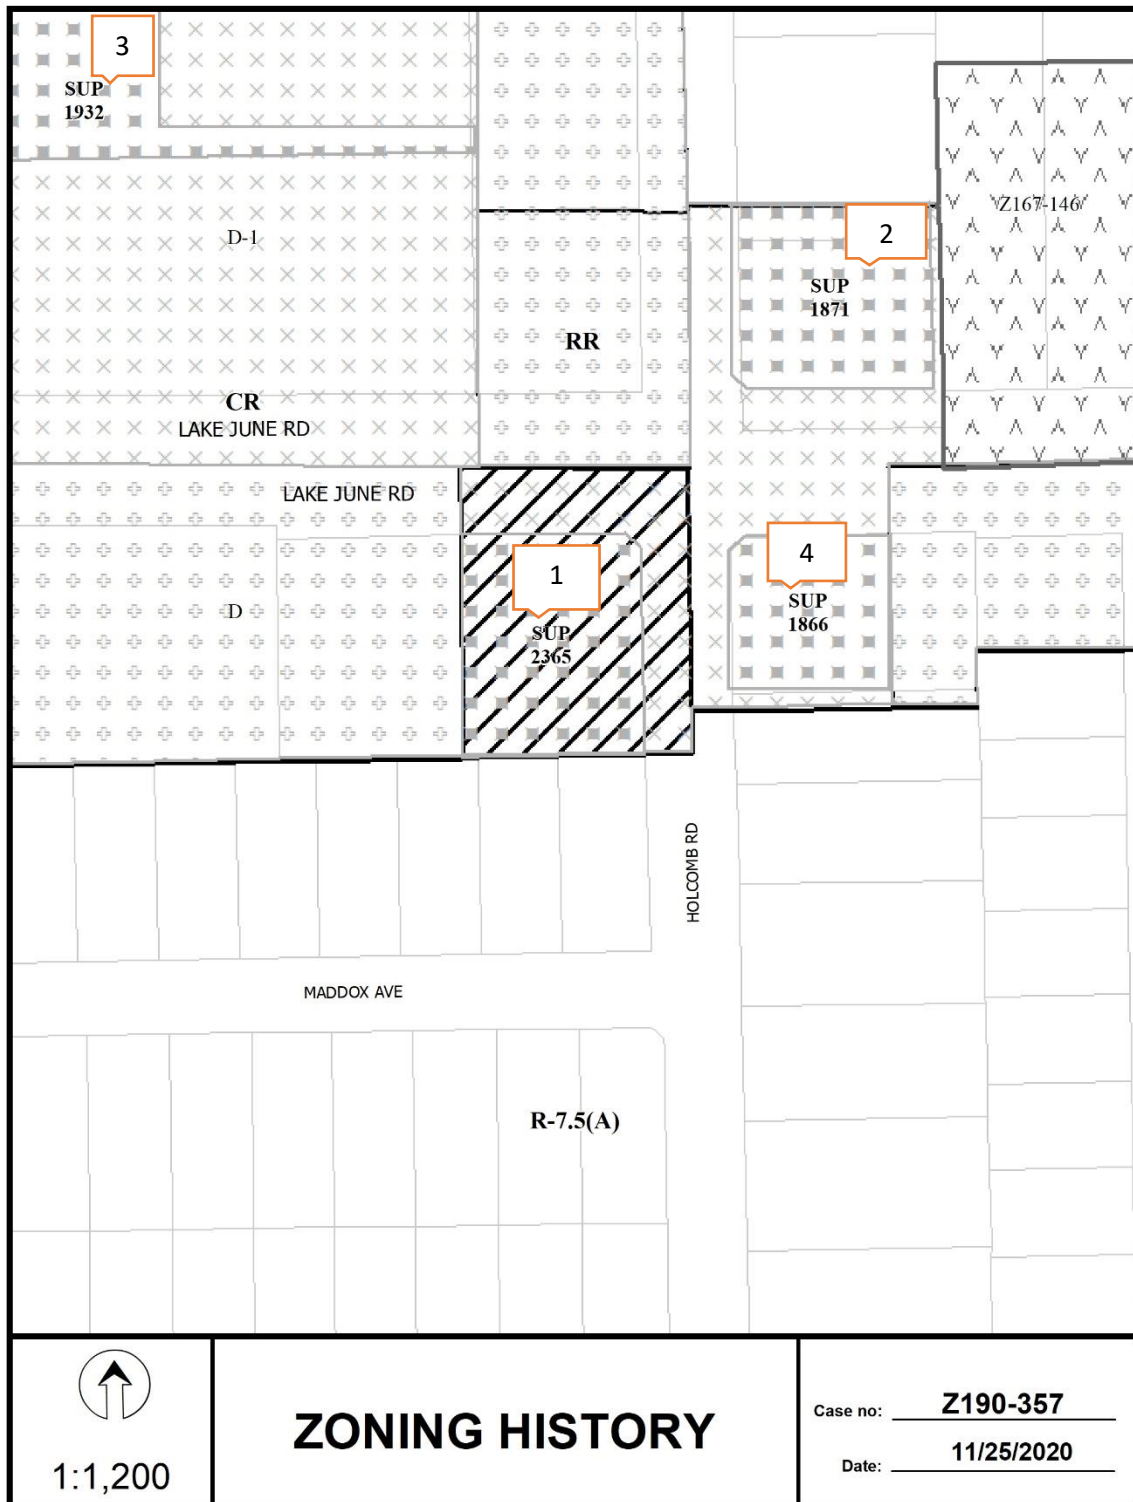 3
SUP
1932
Z167-146
2
D-1
SUP
1871
RR
CR
LAKE JUNE RD
LAKE JUNE RD
4
1
SUP
1866
D
SUP
2365
HOLCOMB RD
MADDOX AVE
R-7.5(A)
1:1,200
ZONING HISTORY
Case no: Z190-357
Date: 11/25/2020